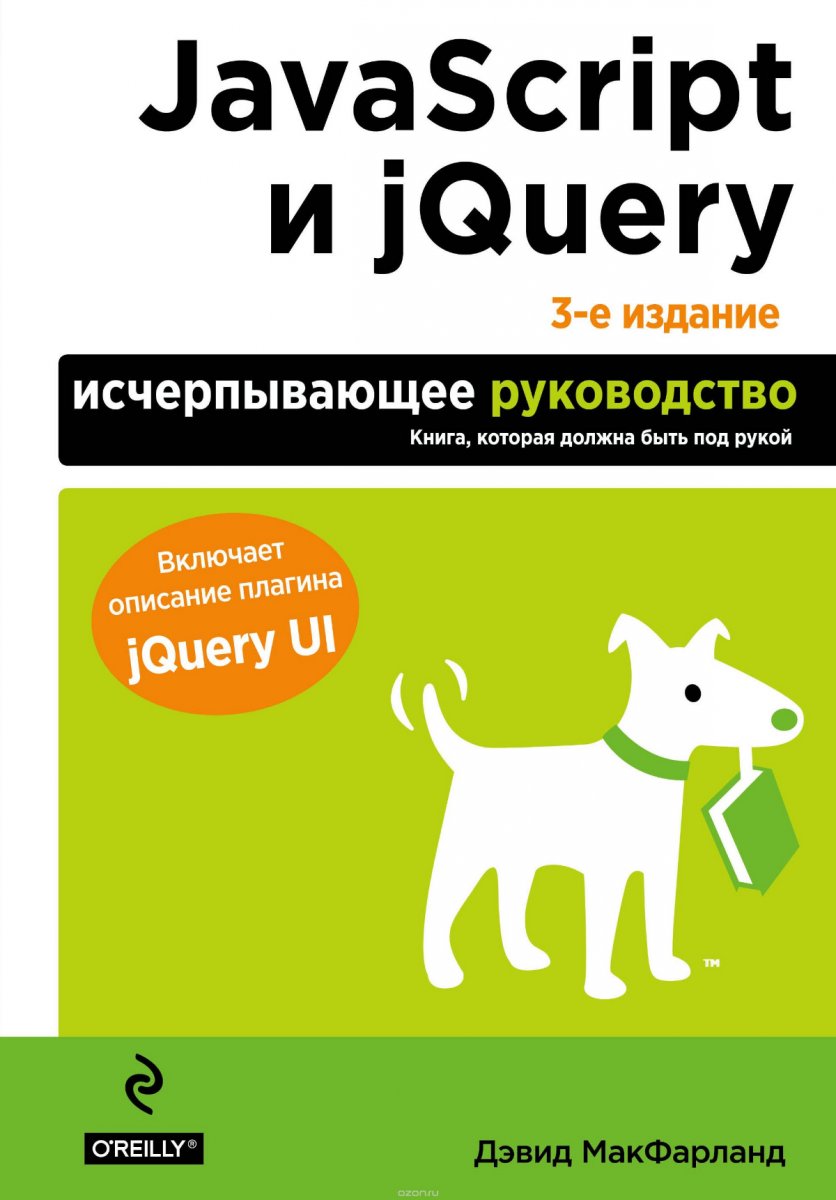 JavaScript
и jQuery
3-е издание
исчерпывающее руководство
Книга, которая должна быть под рукой
Включает
описание плагина
jQuery UI
™
O'REILLY®
Дэвид МакФарланд
ozon.ru